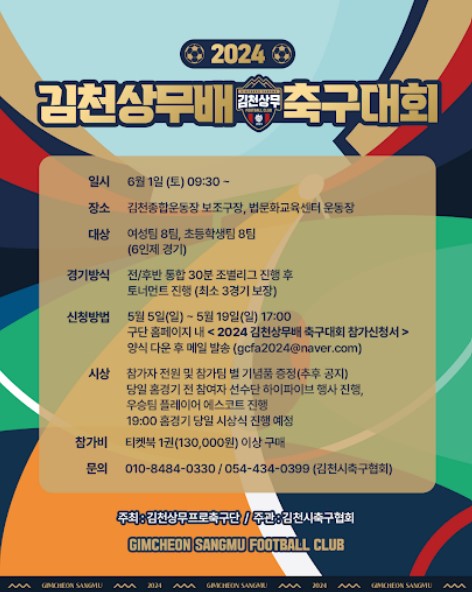 2024
김천상무배 김천상무 축구대회
일시 6월 1일 (토) 09:30 ~
장소 김천종합운동장 보조구장, 법문화교육센터 운동장
대상 여성팀 8팀, 초등학생팀 8팀
(6인제 경기)
경기방식 전/후반 통합 30분 조별리그 진행 후
토너먼트 진행 (최소 3경기 보장)
신청방법 5월 5일(일) ~ 5월 19일(일) 17:00
구단 홈페이지 내 < 2024 김천상무배 축구대회 참가신청서 >
양식 다운 후 메일 발송 (gcfa2024@naver.com)
시상 참가자 전원 및 참가팀 별 기념품 증정(추후 공지)
당일 홈경기 전 참여자 선수단 하이파이브 행사 진행,
우승팀 플레이어 에스코트 진행
19:00 홈경기 당일 시상식 진행 예정
참가비 티켓북 1권(130,000원) 이상 구매
문의 010-8484-0330 / 054-434-0399 (김천시축구협회)
주최 : 김천상무프로축구단 / 주관 : 김천시축구협회
GIMCHEON SANGMU FOOTBALL CLUB
GIMCHEON SANGMU 2024 GIMCHEON SANGMU 2024 GIMCHEON SANGMU